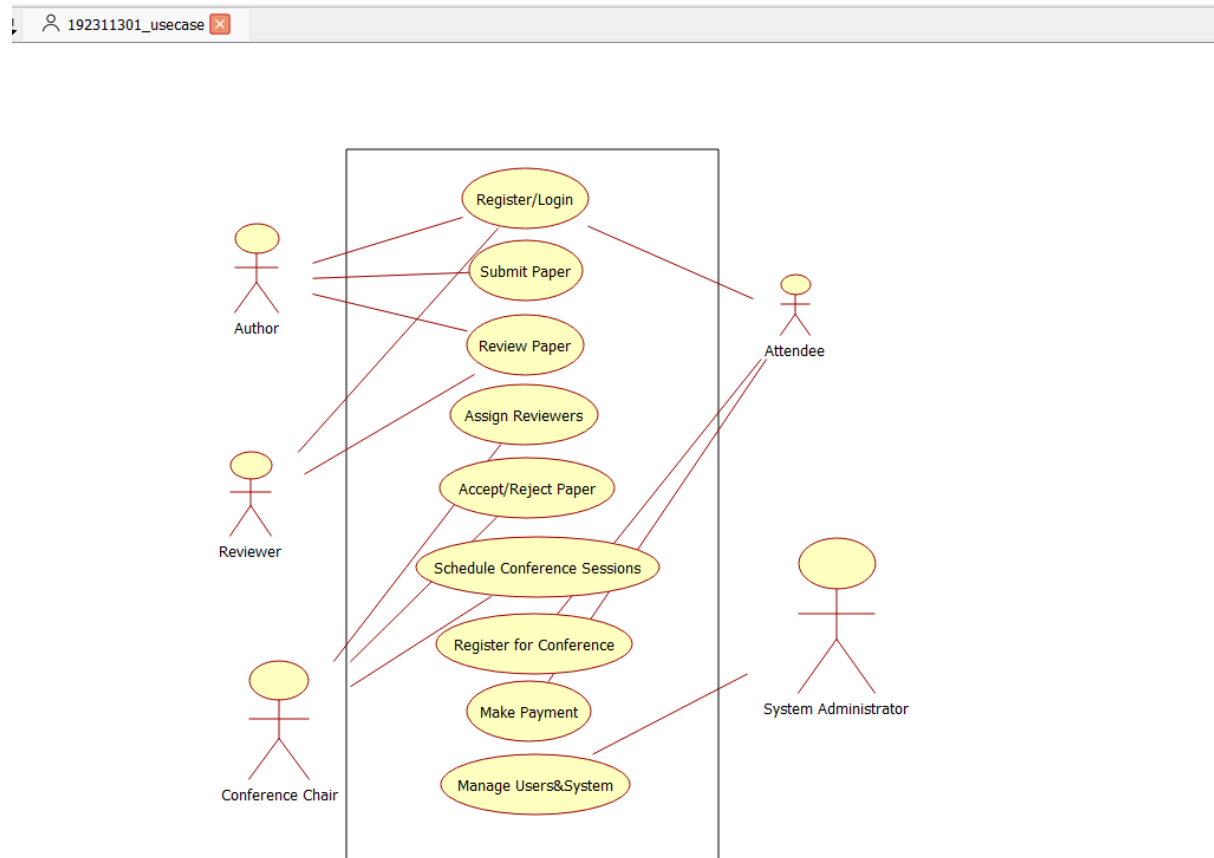 192311301_usecase
Register/Login
Submit Paper
Author
Review Paper
Attendee
Assign Reviewers
Accept/Reject Paper
Reviewer
Schedule Conference Sessions
Register for Conference
Make Payment
System Administrator
Manage Users&System
Conference Chair